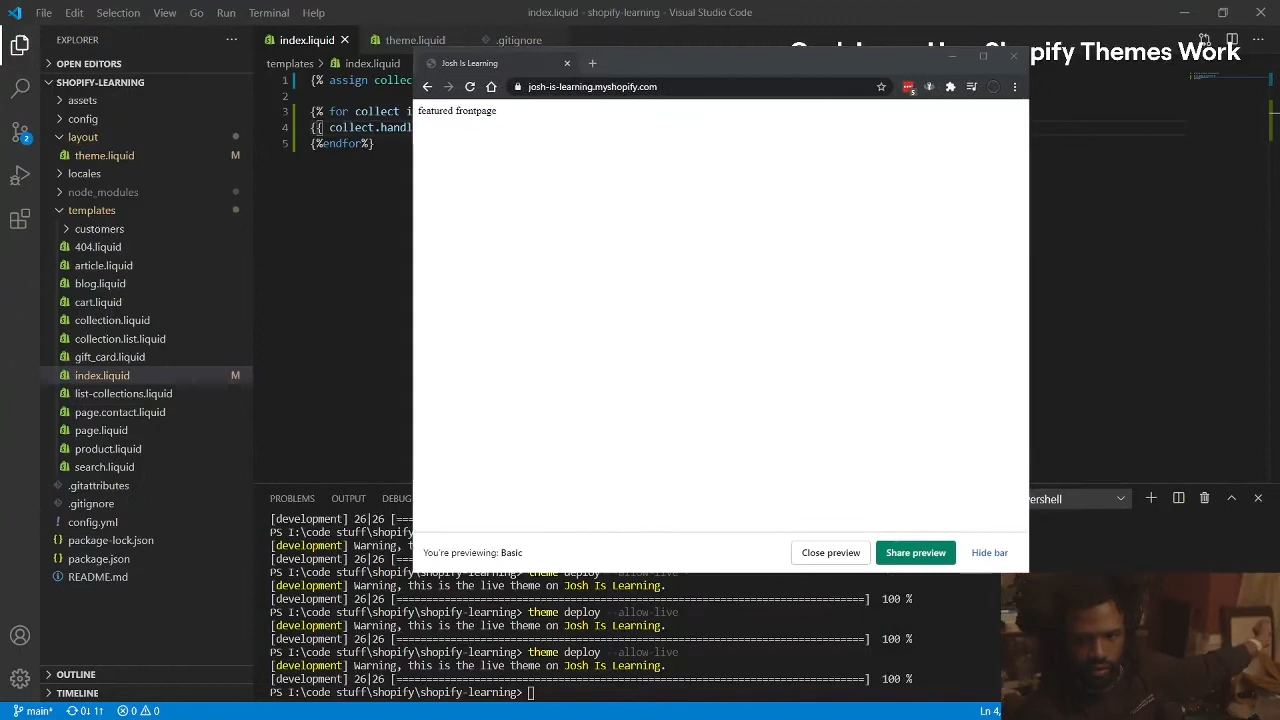 File Edit Selection View Go Run Terminal Help
index.liquid - shopify-learning - Visual Studio Code
EXPLORER
OPEN EDITORS
SHOPIFY-LEARNING
assets
config
layout
theme.liquid M
locales
node_modules
templates
customers
404.liquid
article.liquid
blog.liquid
cart.liquid
collection.liquid
collection.list.liquid
gift_card.liquid
index.liquid M
list-collections.liquid
page.contact.liquid
page.liquid
product.liquid
search.liquid
.gitattributes
.gitignore
config.yml
package-lock.json
package.json
README.md
OUTLINE
TIMELINE
index.liquid theme.liquid .gitignore
templates > index.liquid
1 {% assign collec
2
3 {% for collect i
4 {{ collect.handl
5 {%endfor%}
Shopify Themes Work
Josh Is Learning
josh-is-learning.myshopify.com
featured frontpage
You're previewing: Basic
Close preview
Share preview
Hide bar
PROBLEMS OUTPUT DEBUG
ershell
[development] 26|26 [===
PS I:\code stuff\shopify
[development] Warning, t
[development] 26|26 [===
PS I:\code stuff\shopify\shopify-learning> theme deploy --allow-live
[development] Warning, this is the live theme on Josh Is Learning.
[development] 26|26 [==================================================================] 100 %
PS I:\code stuff\shopify\shopify-learning> theme deploy --allow-live
[development] Warning, this is the live theme on Josh Is Learning.
[development] 26|26 [==================================================================] 100 %
PS I:\code stuff\shopify\shopify-learning> theme deploy --allow-live
[development] Warning, this is the live theme on Josh Is Learning.
[development] 26|26 [==================================================================] 100 %
PS I:\code stuff\shopify\shopify-learning>
main* 0↓ 1↑ 0 0
Ln 4,